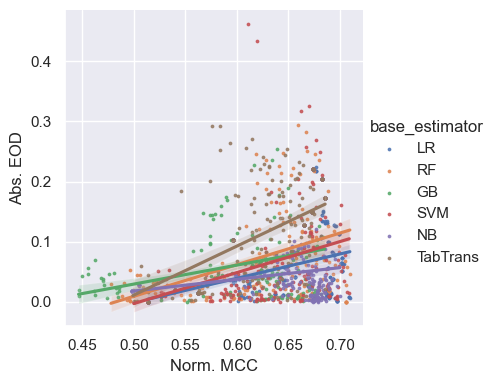 0.4
0.3
0.2
0.1
0.0
Abs. EOD
0.45 0.50 0.55 0.60 0.65 0.70
Norm. MCC
base_estimator
LR
RF
GB
SVM
NB
TabTrans